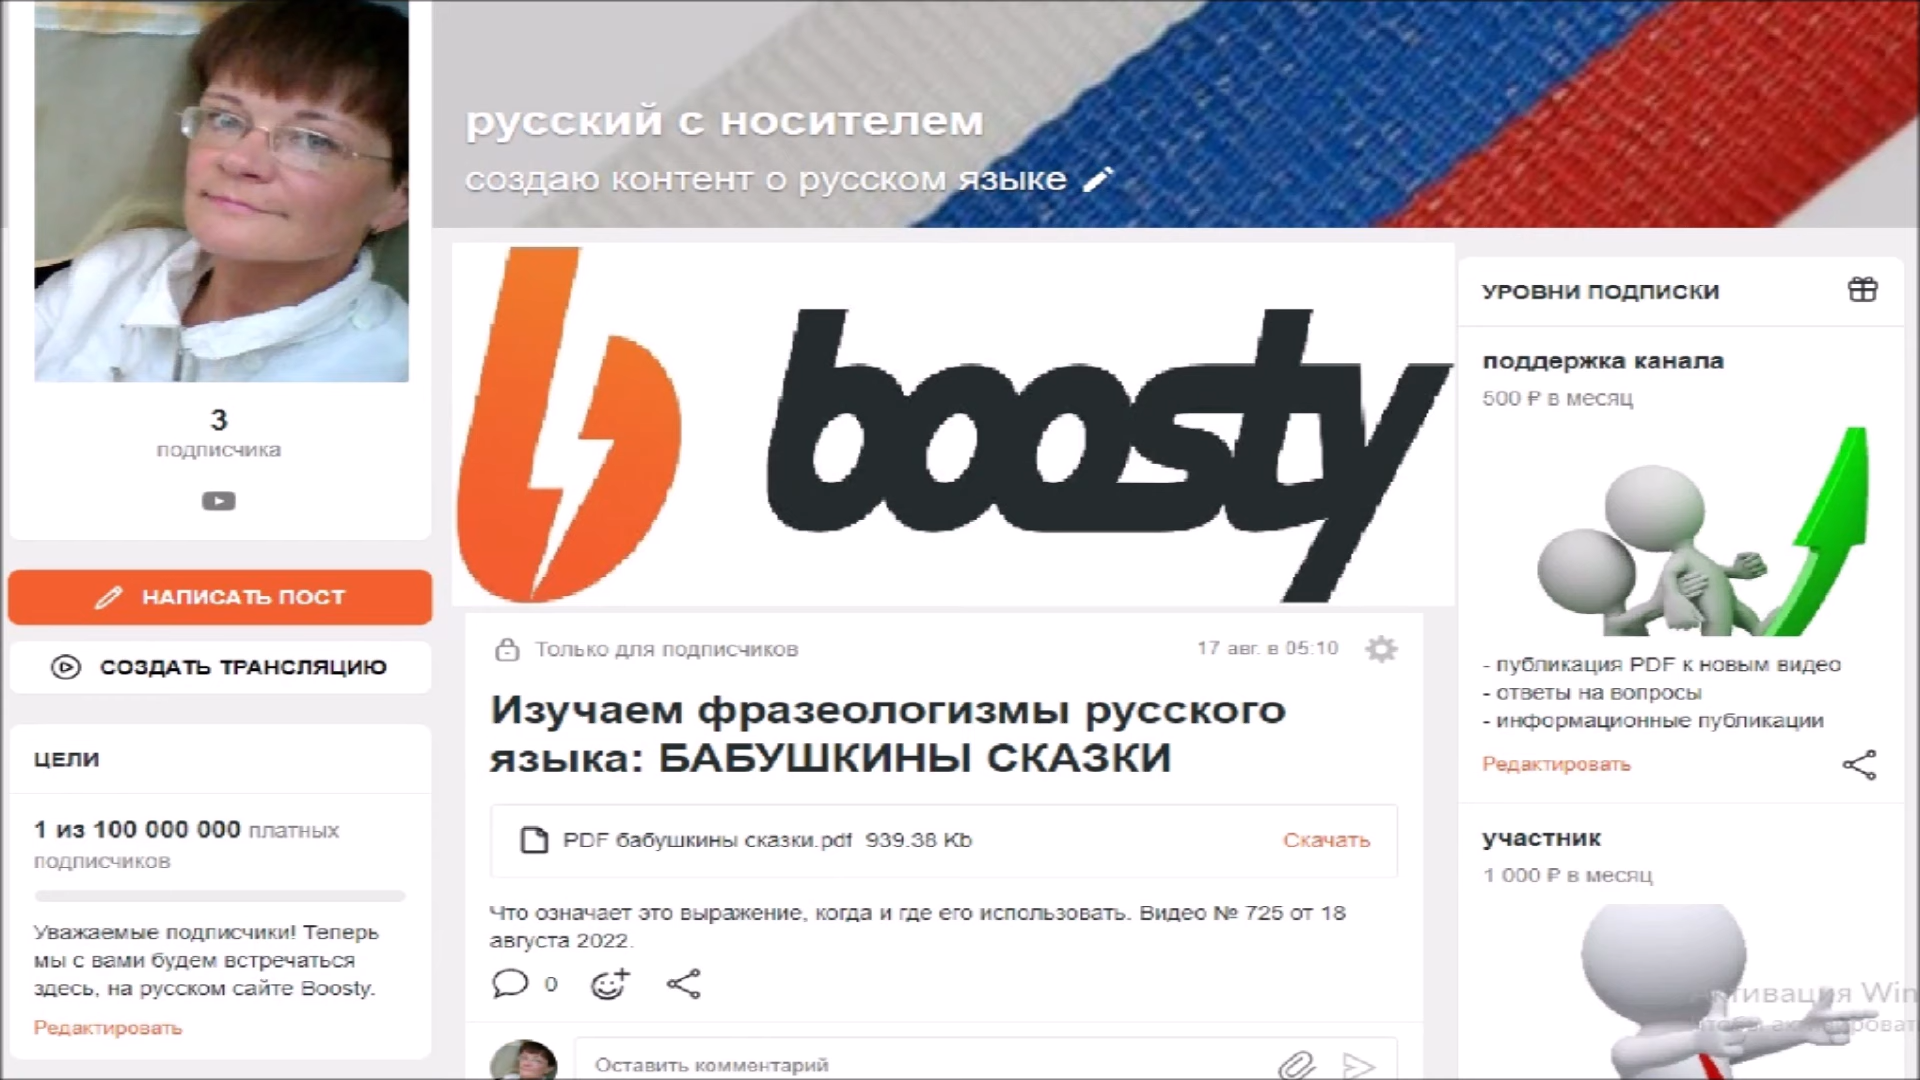 русский с носителем
создаю контент о русском языке
boosty
3
подписчика
НАПИСАТЬ ПОСТ
СОЗДАТЬ ТРАНСЛЯЦИЮ
ЦЕЛИ
1 из 100 000 000 платных
подписчиков
Уважаемые подписчики! Теперь
мы с вами будем встречаться
здесь, на русском сайте Boosty.
Редактировать
Только для подписчиков
17 авг. в 05:10
Изучаем фразеологизмы русского
языка: БАБУШКИНЫ СКАЗКИ
PDF бабушкины сказки.pdf 939.38 Kb
Скачать
Что означает это выражение, когда и где его использовать. Видео № 725 от 18
августа 2022.
0
Оставить комментарий
УРОВНИ ПОДПИСКИ
поддержка канала
500 ₽ в месяц
- публикация PDF к новым видео
- ответы на вопросы
- информационные публикации
Редактировать
участник
1 000 ₽ в месяц
Активация Win